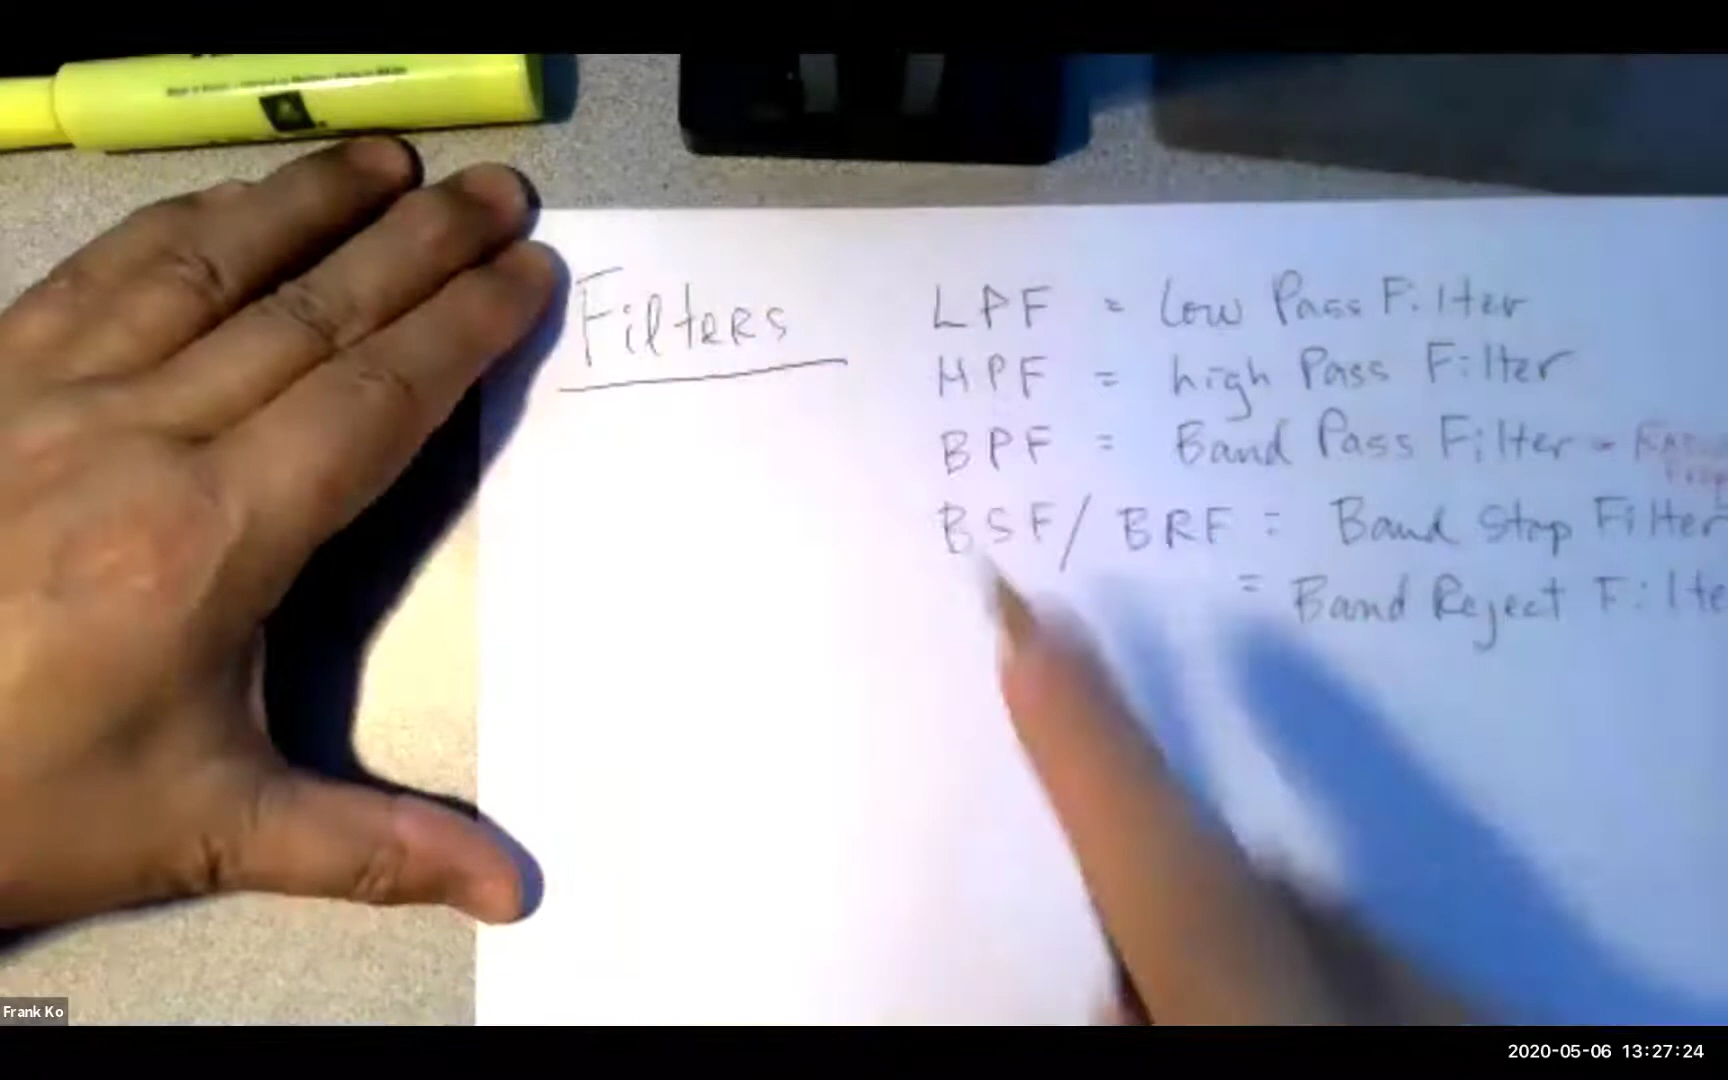 Filters
LPF = Low Pass Filter
HPF = high Pass Filter
BPF = Band Pass Filter -
BSF/ BRF = Band Stop Filter
= Band Reject Filte
Frank Ko
2020-05-06 13:27:24